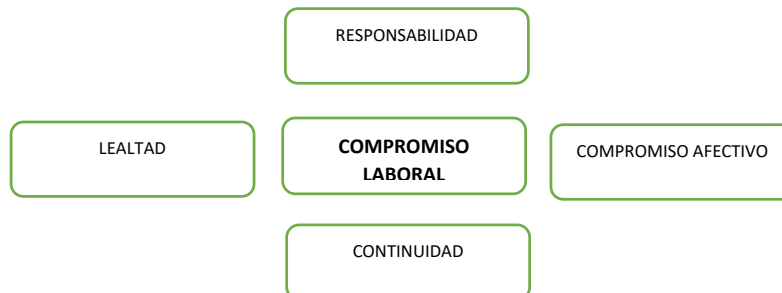 RESPONSABILIDAD
LEALTAD
COMPROMISO
LABORAL
COMPROMISO AFECTIVO
CONTINUIDAD